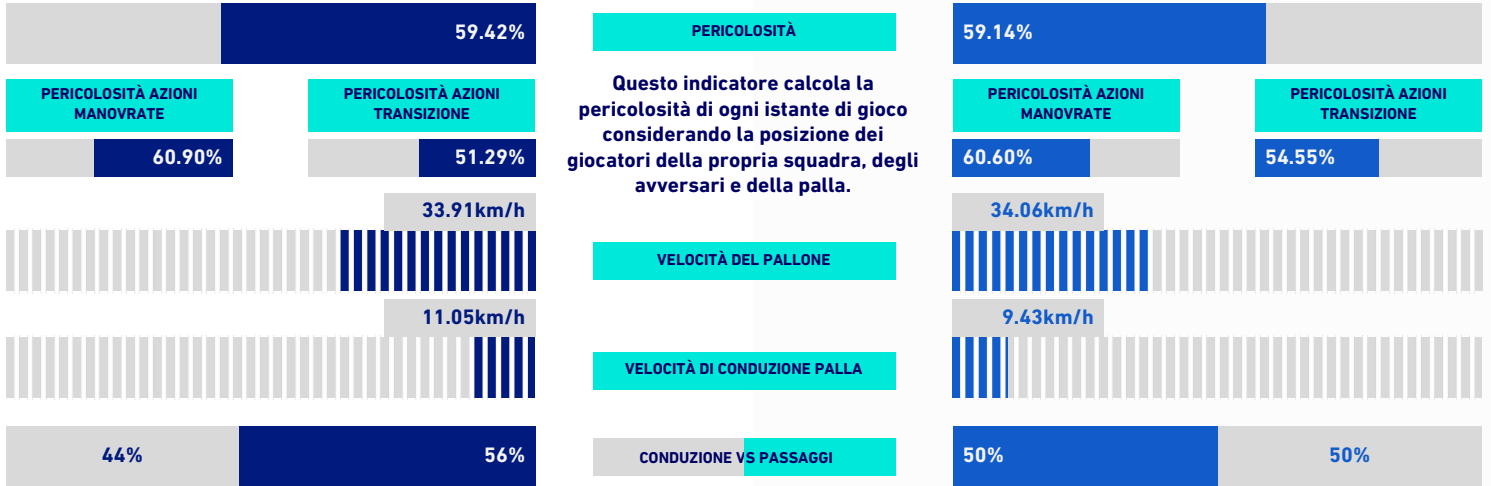 59.42%
PERICOLOSITÀ
59.14%
PERICOLOSITÀ AZIONI
MANOVRATE
PERICOLOSITÀ AZIONI
TRANSIZIONE
60.90%
51.29%
Questo indicatore calcola la
pericolosità di ogni istante di gioco
considerando la posizione dei
giocatori della propria squadra, degli
avversari e della palla.
PERICOLOSITÀ AZIONI
MANOVRATE
PERICOLOSITÀ AZIONI
TRANSIZIONE
60.60%
54.55%
33.91km/h
VELOCITÀ DEL PALLONE
34.06km/h
11.05km/h
VELOCITÀ DI CONDUZIONE PALLA
9.43km/h
44%
56%
CONDUZIONE VS PASSAGGI
50%
50%